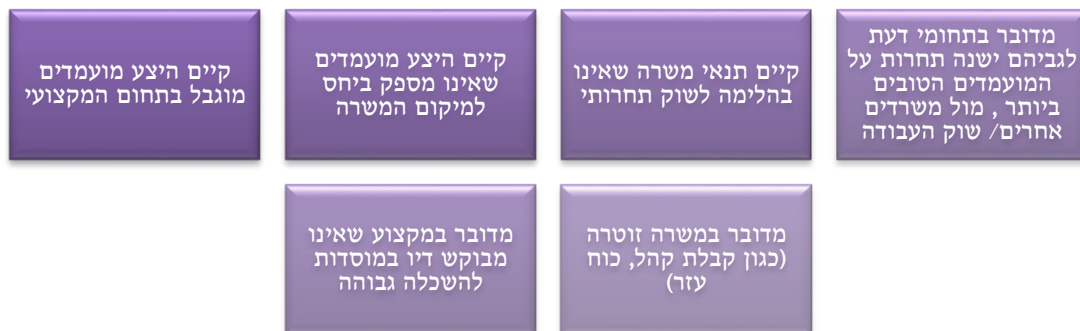 מדובר בתחומי דעת
לגביהם ישנה תחרות על
המועמדים הטובים
ביותר , מול משרדים
אחרים/ שוק העבודה
קיים תנאי משרה שאינו
בהלימה לשוק תחרותי
קיים היצע מועמדים
שאינו מספק ביחס
למיקום המשרה
קיים היצע מועמדים
מוגבל בתחום המקצועי
מדובר במשרה זוטרה
(כגון קבלת קהל, כוח
עזר)
מדובר במקצוע שאינו
מבוקש דיו במוסדות
להשכלה גבוהה